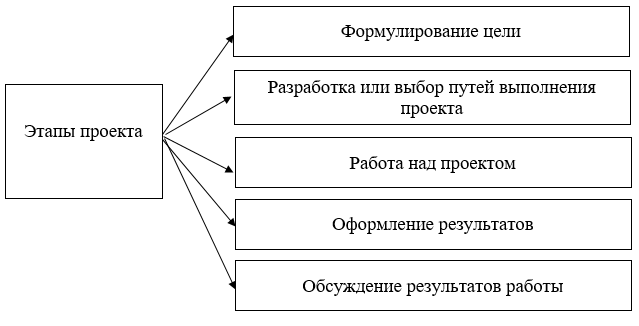 Этапы проекта
Формулирование цели
Разработка или выбор путей выполнения
проекта
Работа над проектом
Оформление результатов
Обсуждение результатов работы